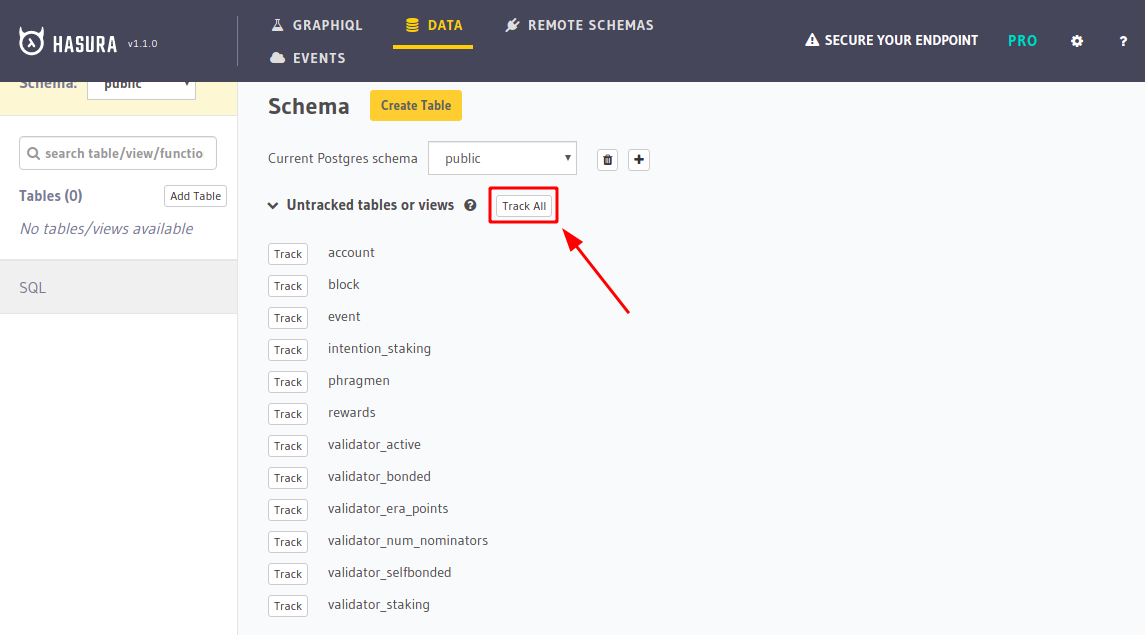 HASURA v1.1.0
GRAPHIQL
DATA
REMOTE SCHEMAS
EVENTS
SECURE YOUR ENDPOINT
PRO
?
Schema: public
search table/view/functio
Tables (0)
Add Table
No tables/views available
SQL
Schema
Create Table
Current Postgres schema public
Untracked tables or views ? Track All
Track account
Track block
Track event
Track intention_staking
Track phragmen
Track rewards
Track validator_active
Track validator_bonded
Track validator_era_points
Track validator_num_nominators
Track validator_selfbonded
Track validator_staking